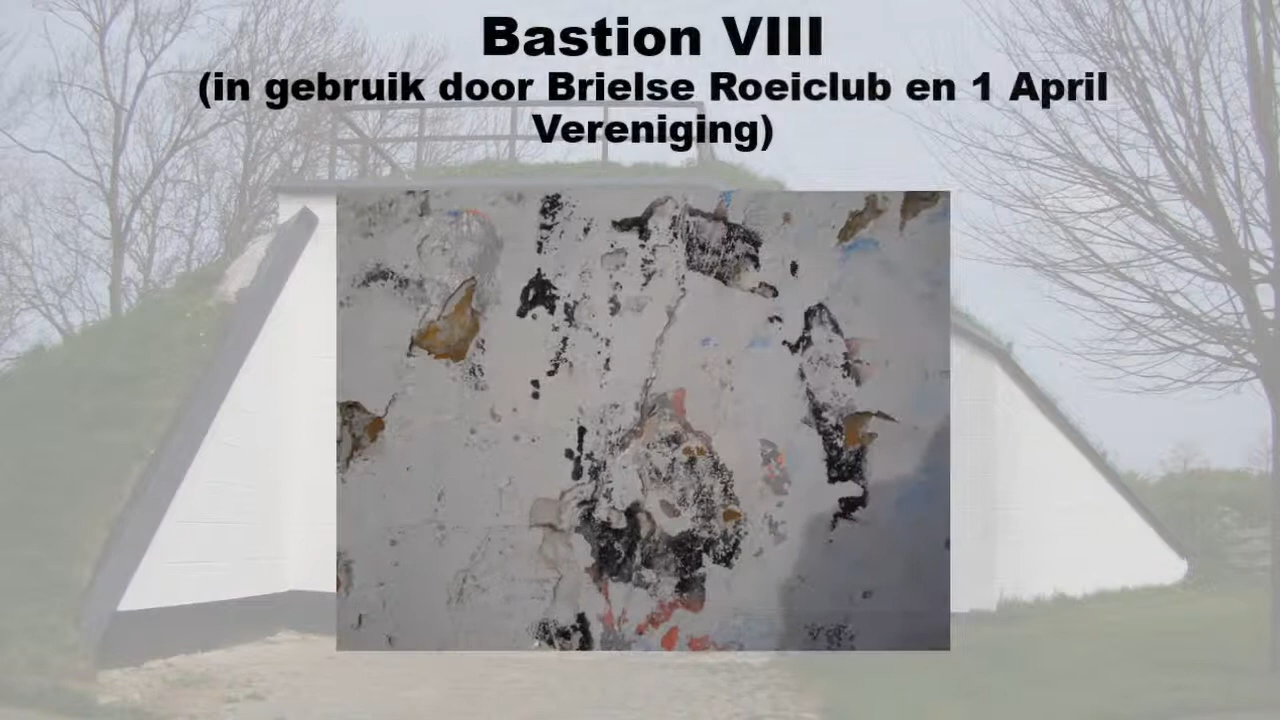 Bastion VIII
(in gebruik door Brielse Roeiclub en 1 April
Vereniging)